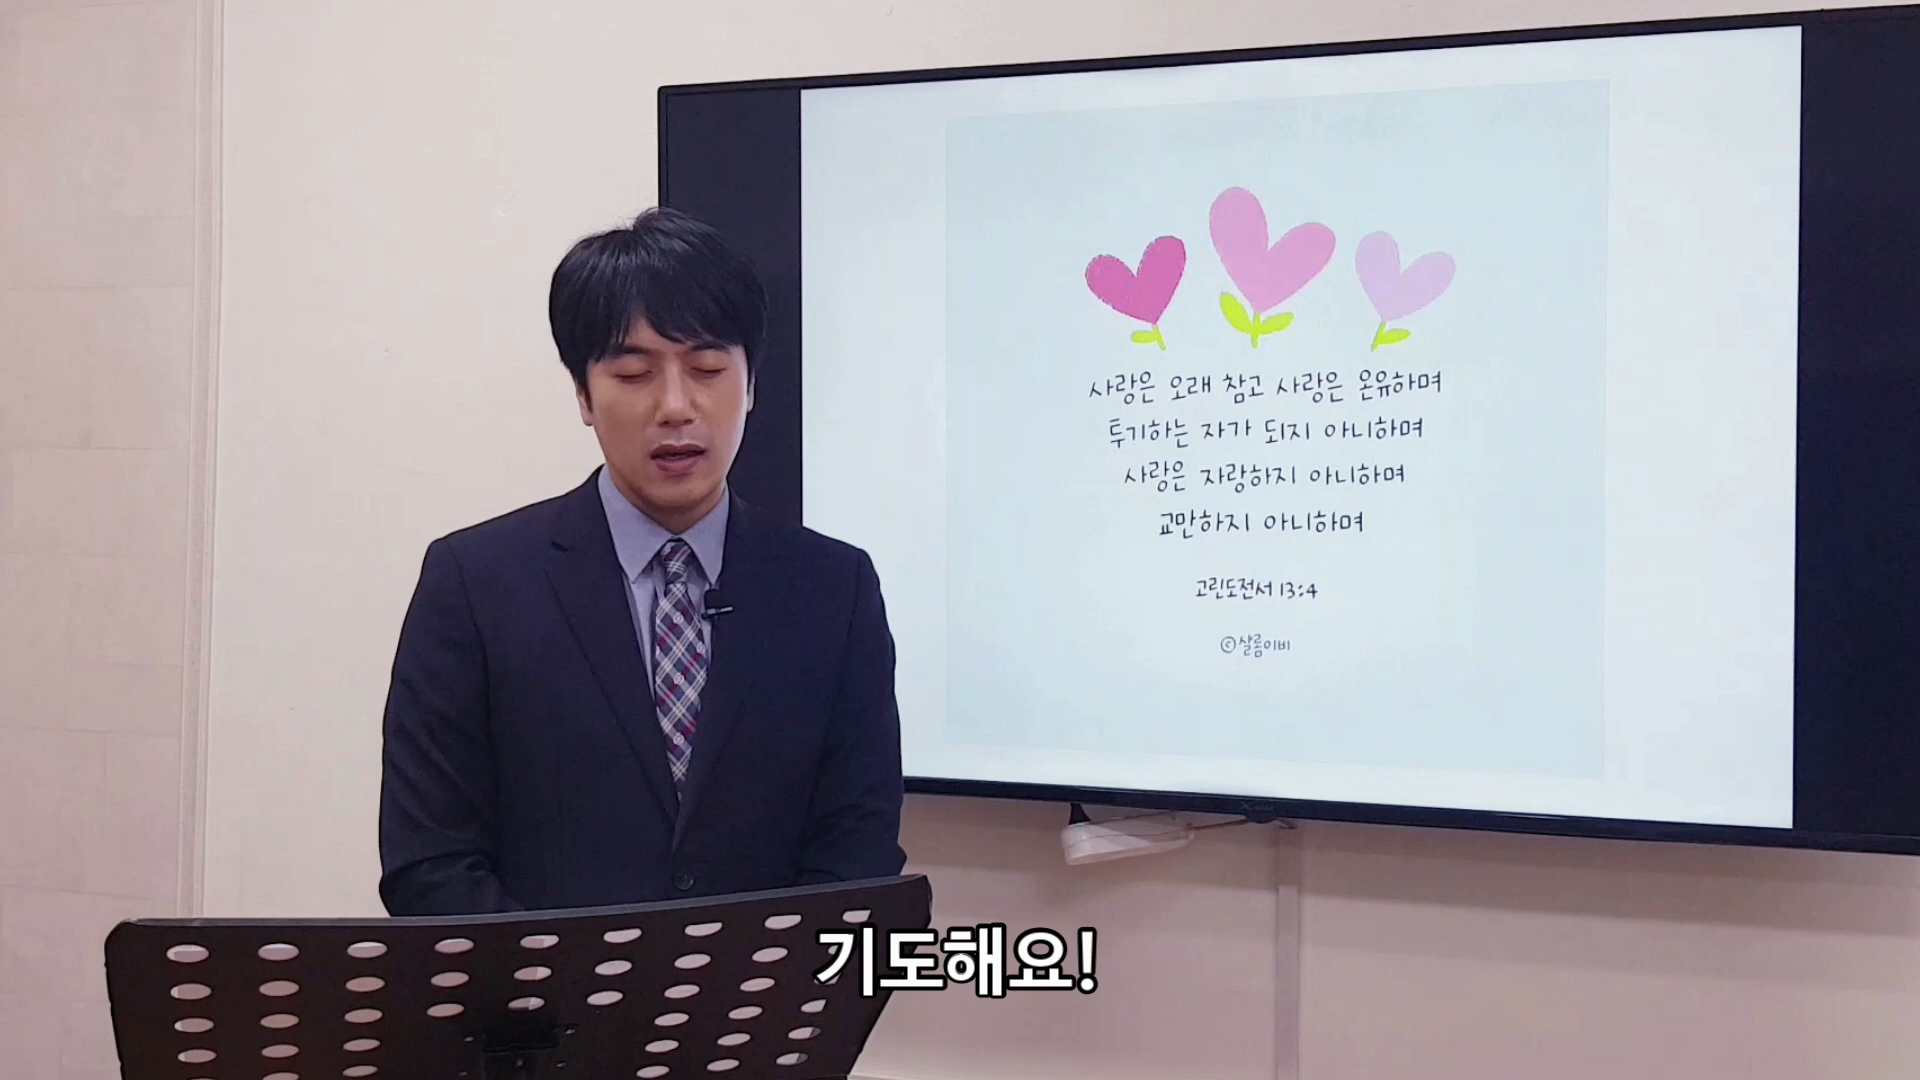 사랑은 오래 참고 사랑은 온유하며
투기하는 자가 되지 아니하며
사랑은 자랑하지 아니하며
교만하지 아니하며
고린도전서 13:4
©샬롬이비
기도해요!